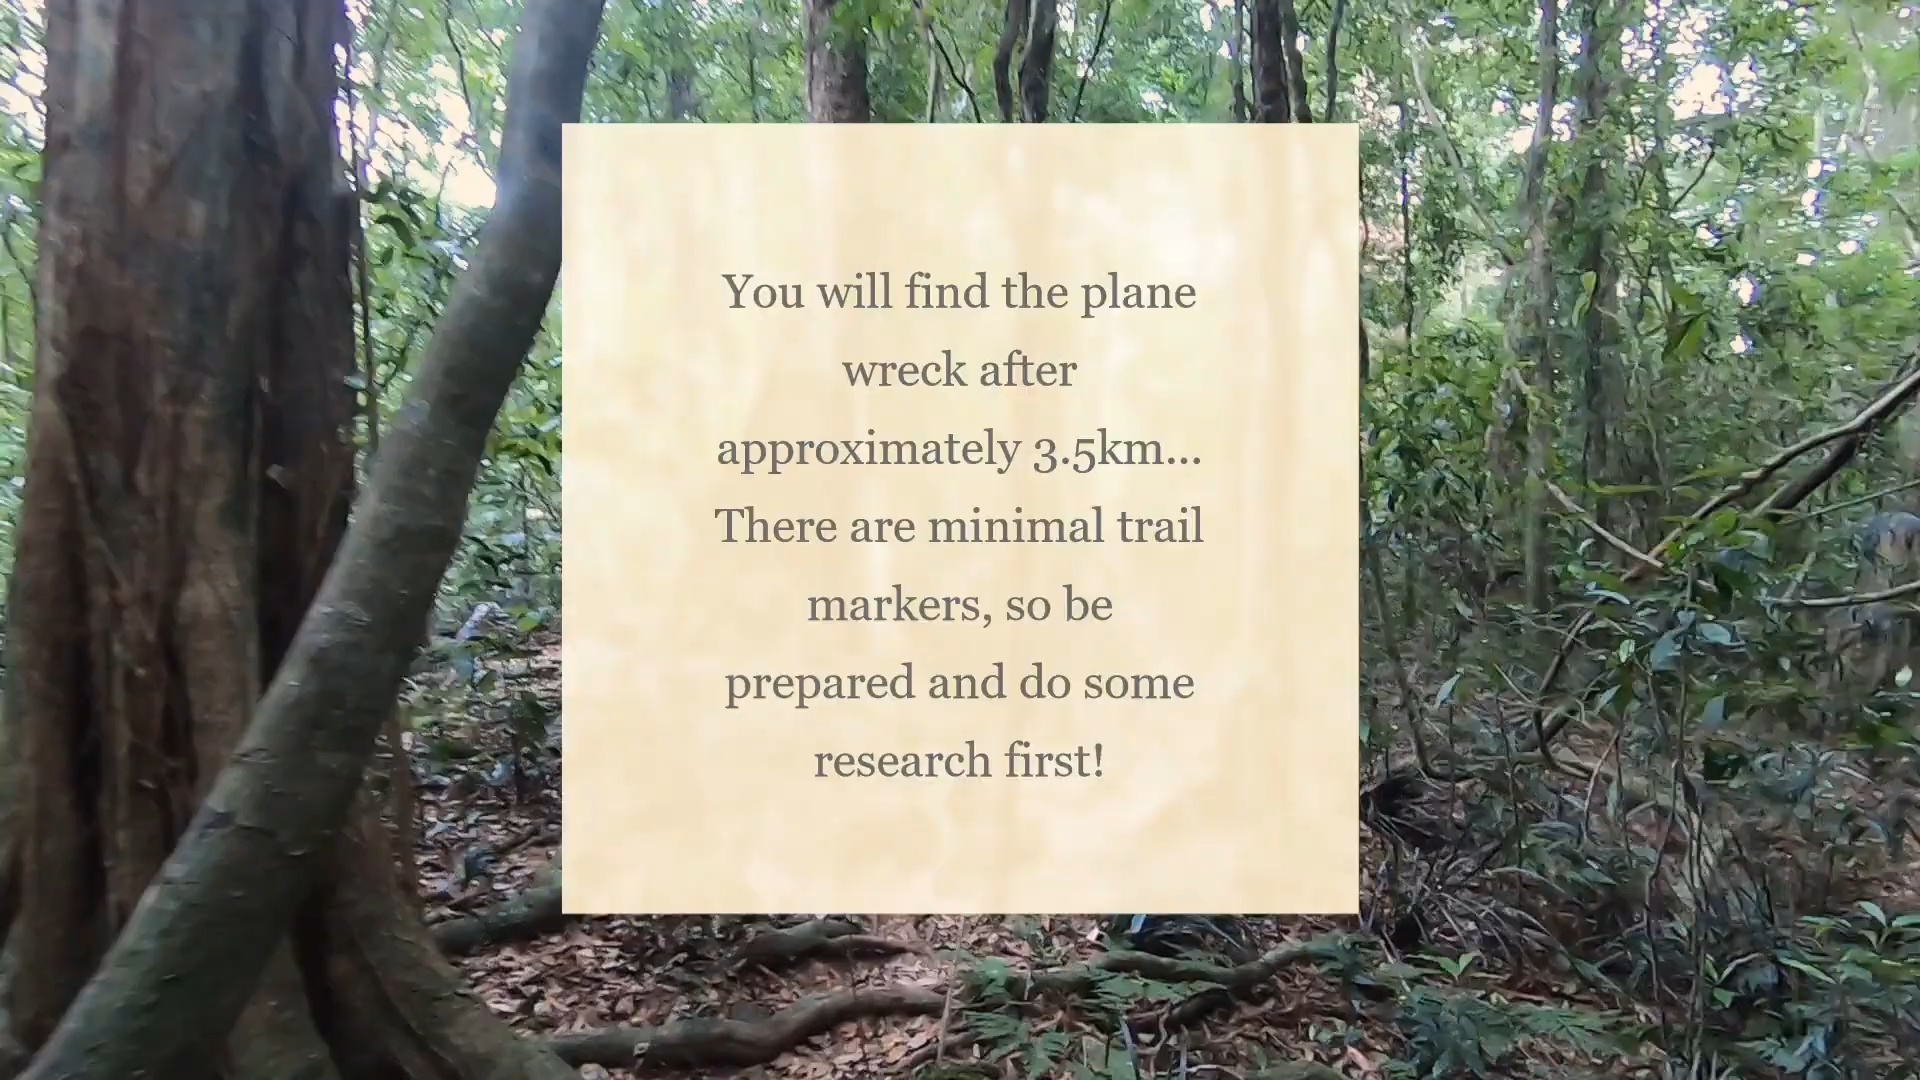 You will find the plane
wreck after
approximately 3.5km...
There are minimal trail
markers, so be
prepared and do some
research first!